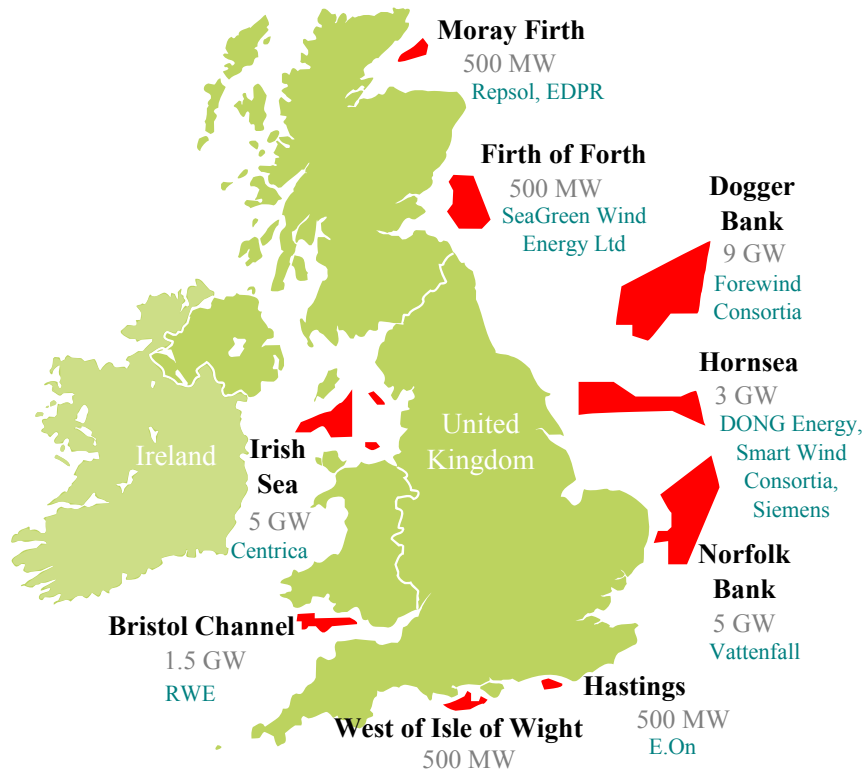 Moray Firth
500 MW
Repsol, EDPR
Firth of Forth
500 MW
SeaGreen Wind
Energy Ltd
Dogger
Bank
9 GW
Forewind
Consortia
Hornsea
3 GW
DONG Energy,
Smart Wind
Consortia,
Siemens
United
Kingdom
Ireland
Irish
Sea
5 GW
Centrica
Norfolk
Bank
5 GW
Vattenfall
Bristol Channel
1.5 GW
RWE
Hastings
500 MW
E.On
West of Isle of Wight
500 MW